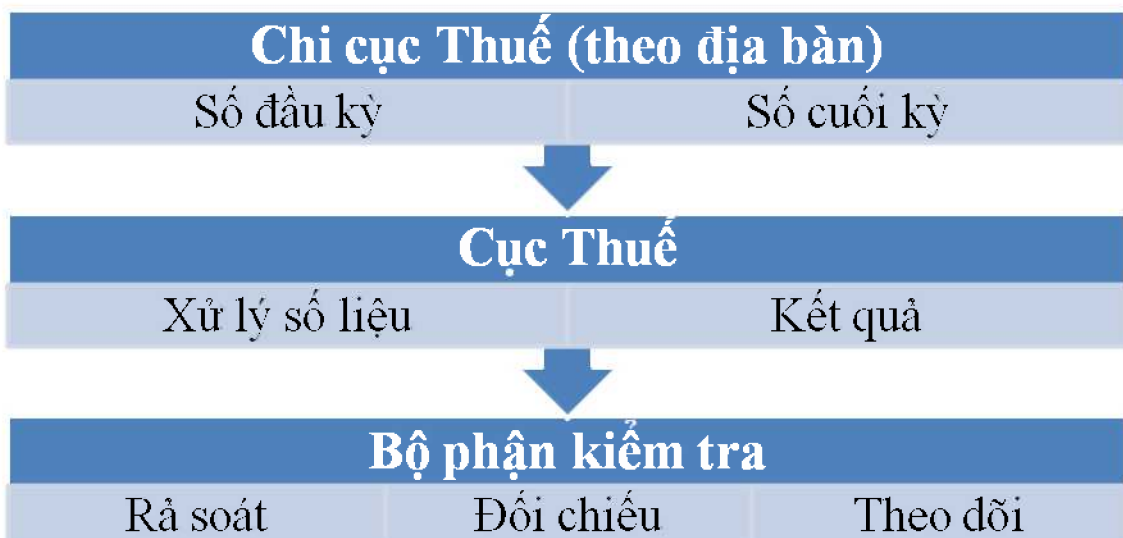 Chi cục Thuế (theo địa bàn)
Số đầu kỳ Số cuối kỳ
Cục Thuế
Xử lý số liệu Kết quả
Bộ phận kiểm tra
Rả soát Đối chiếu Theo dõi